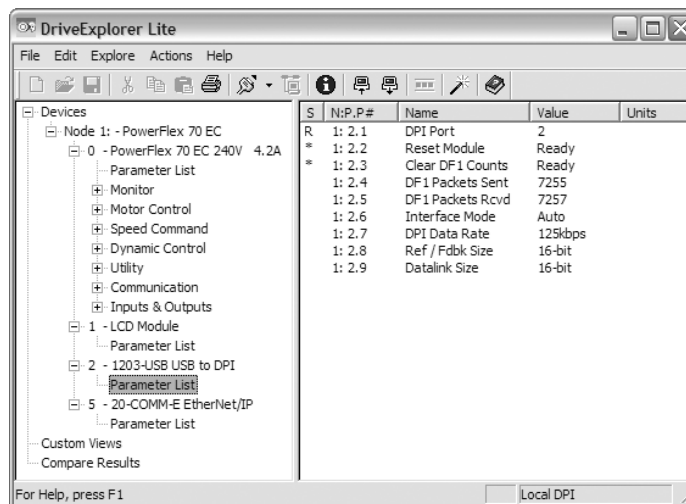 DriveExplorer Lite
File Edit Explore Actions Help
Devices
Node 1: - PowerFlex 70 EC
0 - PowerFlex 70 EC 240V 4.2A
Parameter List
Monitor
Motor Control
Speed Command
Dynamic Control
Utility
Communication
Inputs & Outputs
1 - LCD Module
Parameter List
2 - 1203-USB USB to DPI
Parameter List
5 - 20-COMM-E EtherNet/IP
Parameter List
Custom Views
Compare Results
S N:P.P# Name Value Units
R 1: 2.1 DPI Port 2
* 1: 2.2 Reset Module Ready
* 1: 2.3 Clear DF1 Counts Ready
1: 2.4 DF1 Packets Sent 7255
1: 2.5 DF1 Packets Rcvd 7257
1: 2.6 Interface Mode Auto
1: 2.7 DPI Data Rate 125kbps
1: 2.8 Ref / Fdbk Size 16-bit
1: 2.9 Datalink Size 16-bit
For Help, press F1 Local DPI